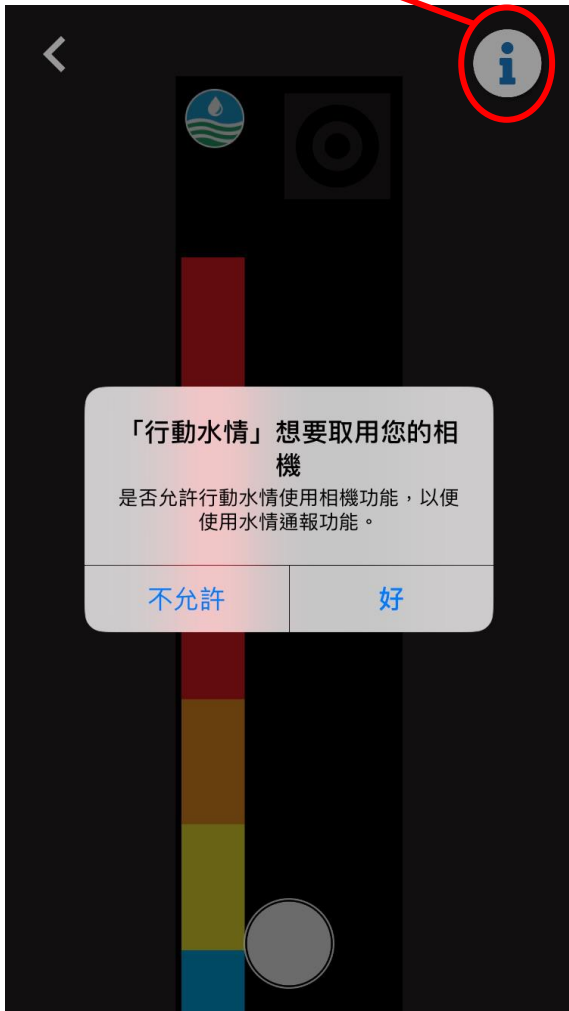 「行動水情」想要取用您的相
機
是否允許行動水情使用相機功能，以便
使用水情通報功能。
不允許
好